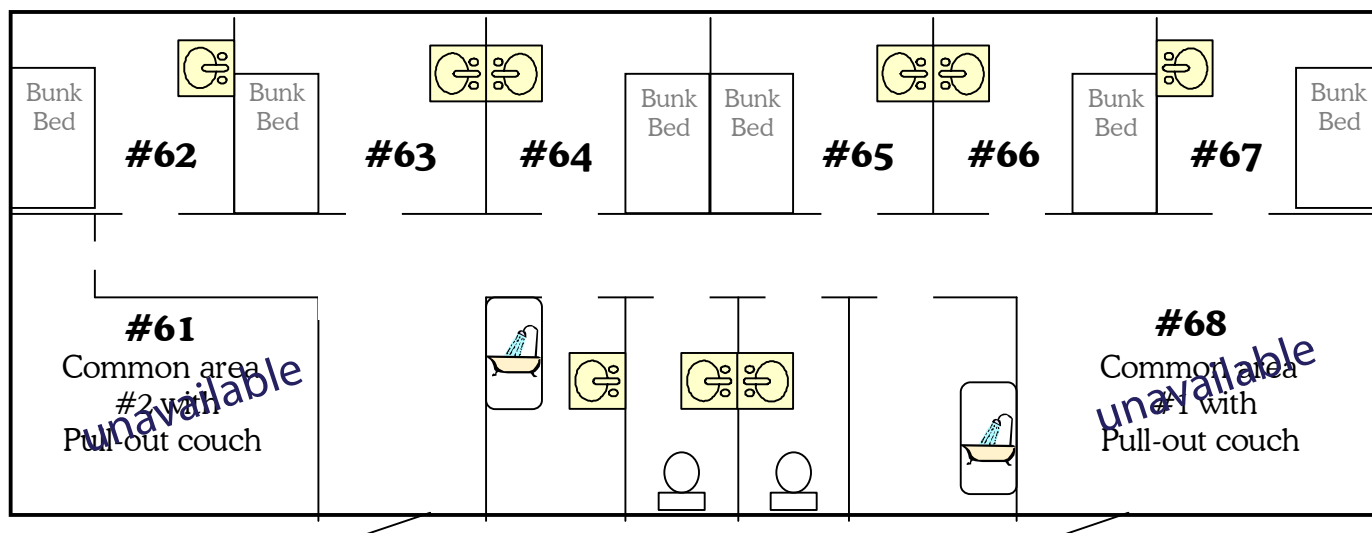 Bunk
Bed
#62
Bunk
Bed
#63
#64
Bunk
Bed
Bunk
Bed
#65
#66
Bunk
Bed
#67
Bunk
Bed
#61
Common area
#2 with
Pull-out couch
unavailable
#68
Common area
#1 with
Pull-out couch
unavailable